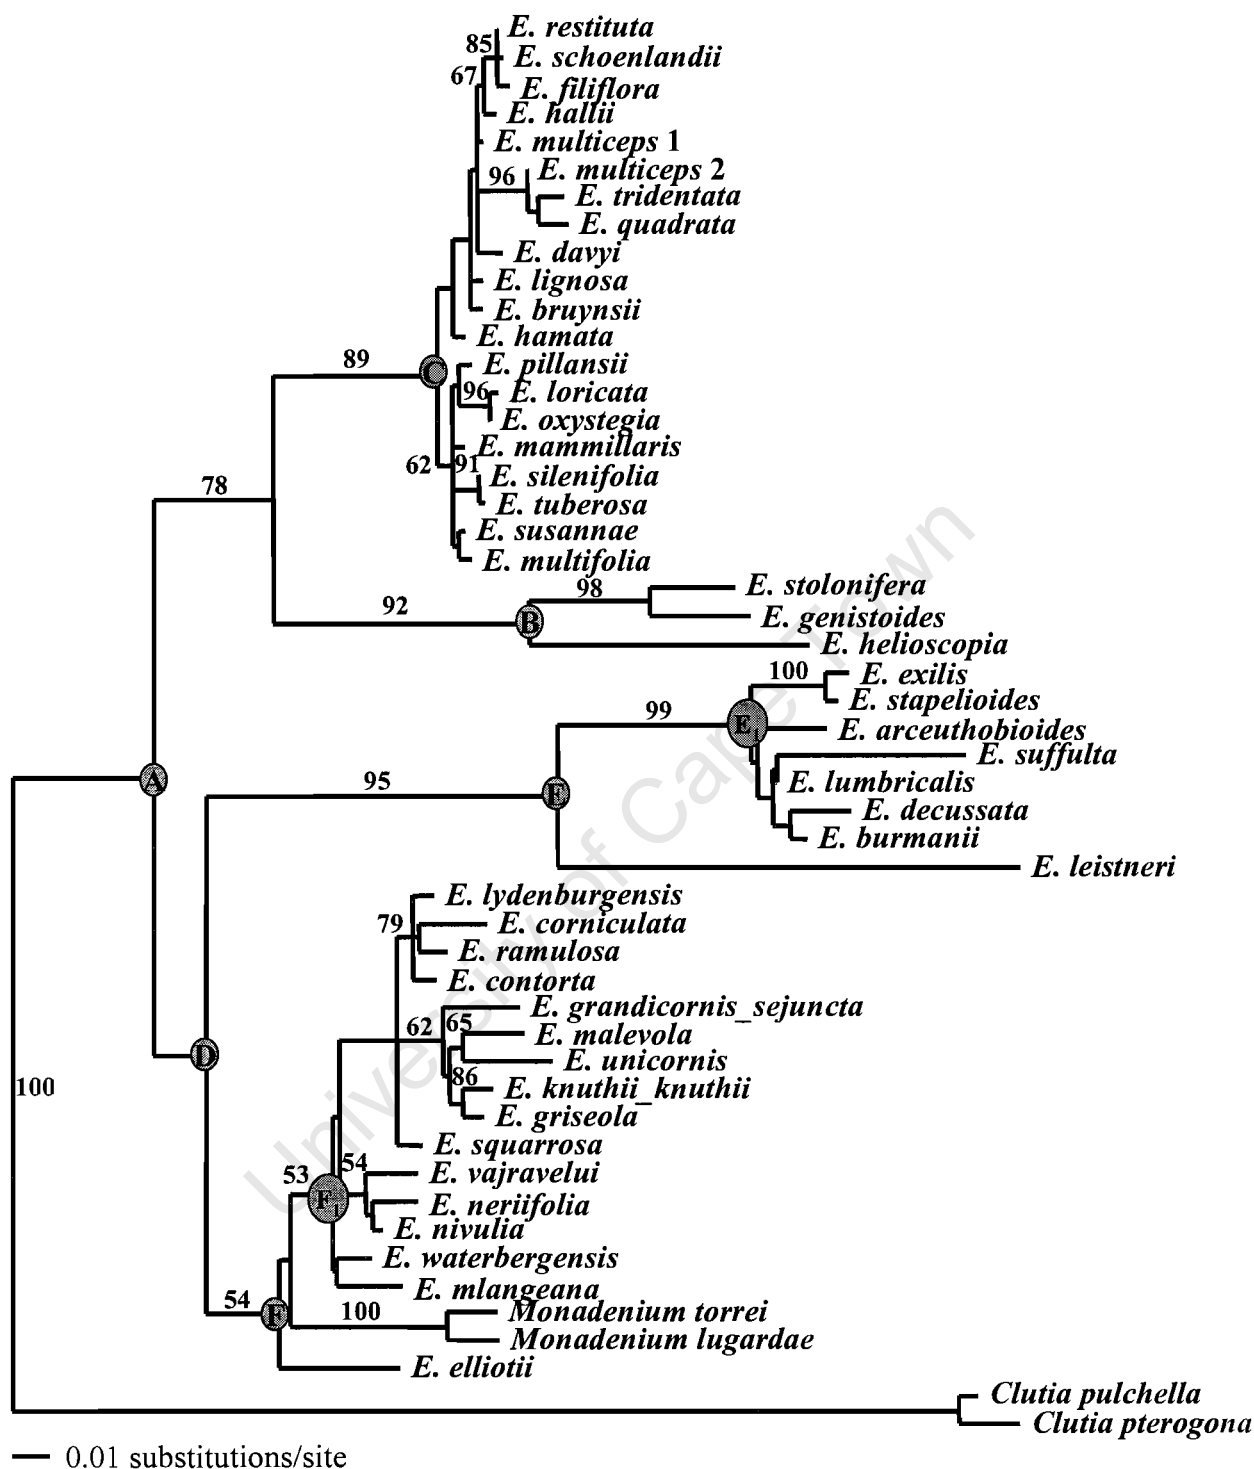 E. restituta
85
E. schoenlandii
67
E. filiflora
E. hallii
E. multiceps 1
E. multiceps 2
96
E. tridentata
E. quadrata
E. davyi
E. lignosa
E. bruynsii
E. hamata
89
E. pillansii
C
96
E. loricata
E. oxystegia
E. mammillaris
62
91
E. silenifolia
78
E. tuberosa
E. susannae
E. multifolia
E. stolonifera
98
92
E. genistoides
B
E. helioscopia
E. exilis
100
E. stapelioides
99
E1
E. arceuthobioides
E. suffulta
A
95
E
E. lumbricalis
E. decussata
E. burmanii
E. leistneri
E. lydenburgensis
79
E. corniculata
E. ramulosa
E. contorta
E. grandicornis_sejuncta
62
65
E. malevola
D
E. unicornis
86
100
E. knuthii_knuthii
E. griseola
E. squarrosa
53
54
E. vajravelui
F1
E. neriifolia
E. nivulia
E. waterbergensis
E. mlangeana
54
F
100
Monadenium torrei
Monadenium lugardae
E. elliotii
Clutia pulchella
Clutia pterogona
0.01 substitutions/site
University of Cape Town